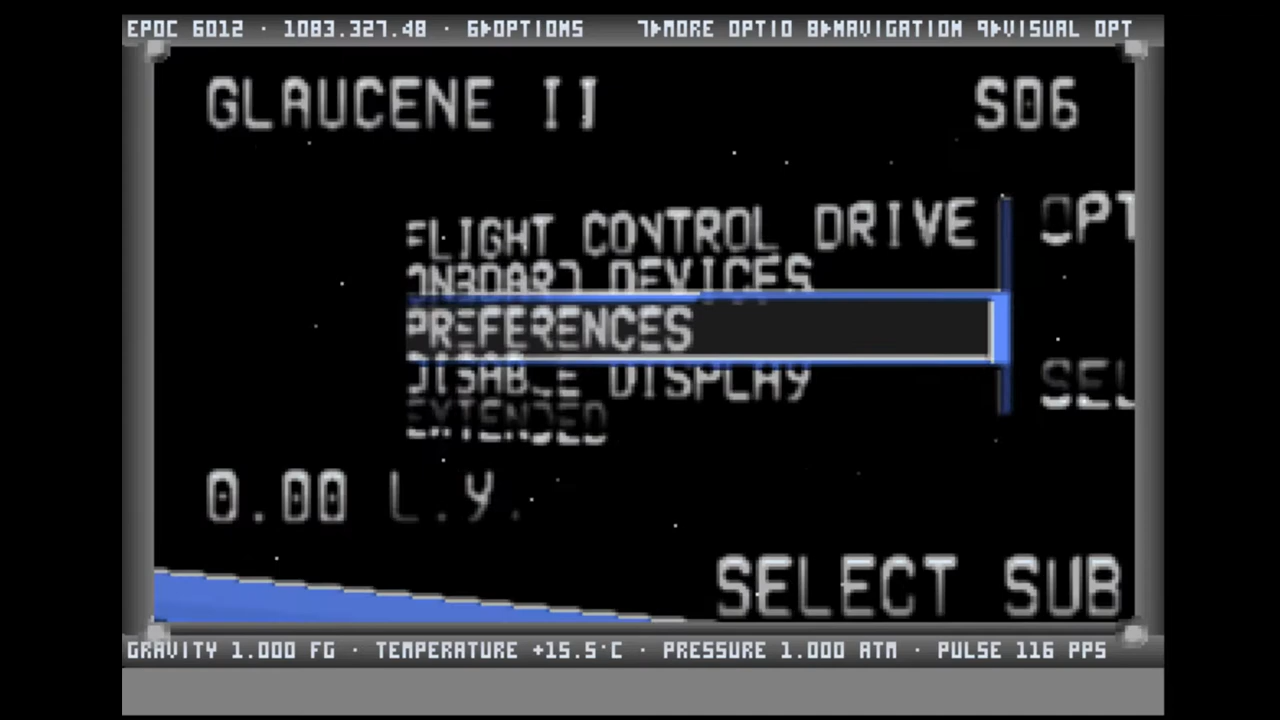 EPOC 6012 · 1083.327.48 · 6▶OPTIONS 7▶MORE OPTIO 8▶NAVIGATION 9▶VISUAL OPT
GLAUCENE II S06
FLIGHT CONTROL DRIVE OPT
ONBOARD DEVICES
PREFERENCES
DISABLE DISPLAY SEL
EXTENDED
0.00 L.Y.
SELECT SUB
GRAVITY 1.000 FG · TEMPERATURE +15.5°C · PRESSURE 1.000 ATM · PULSE 116 PPS